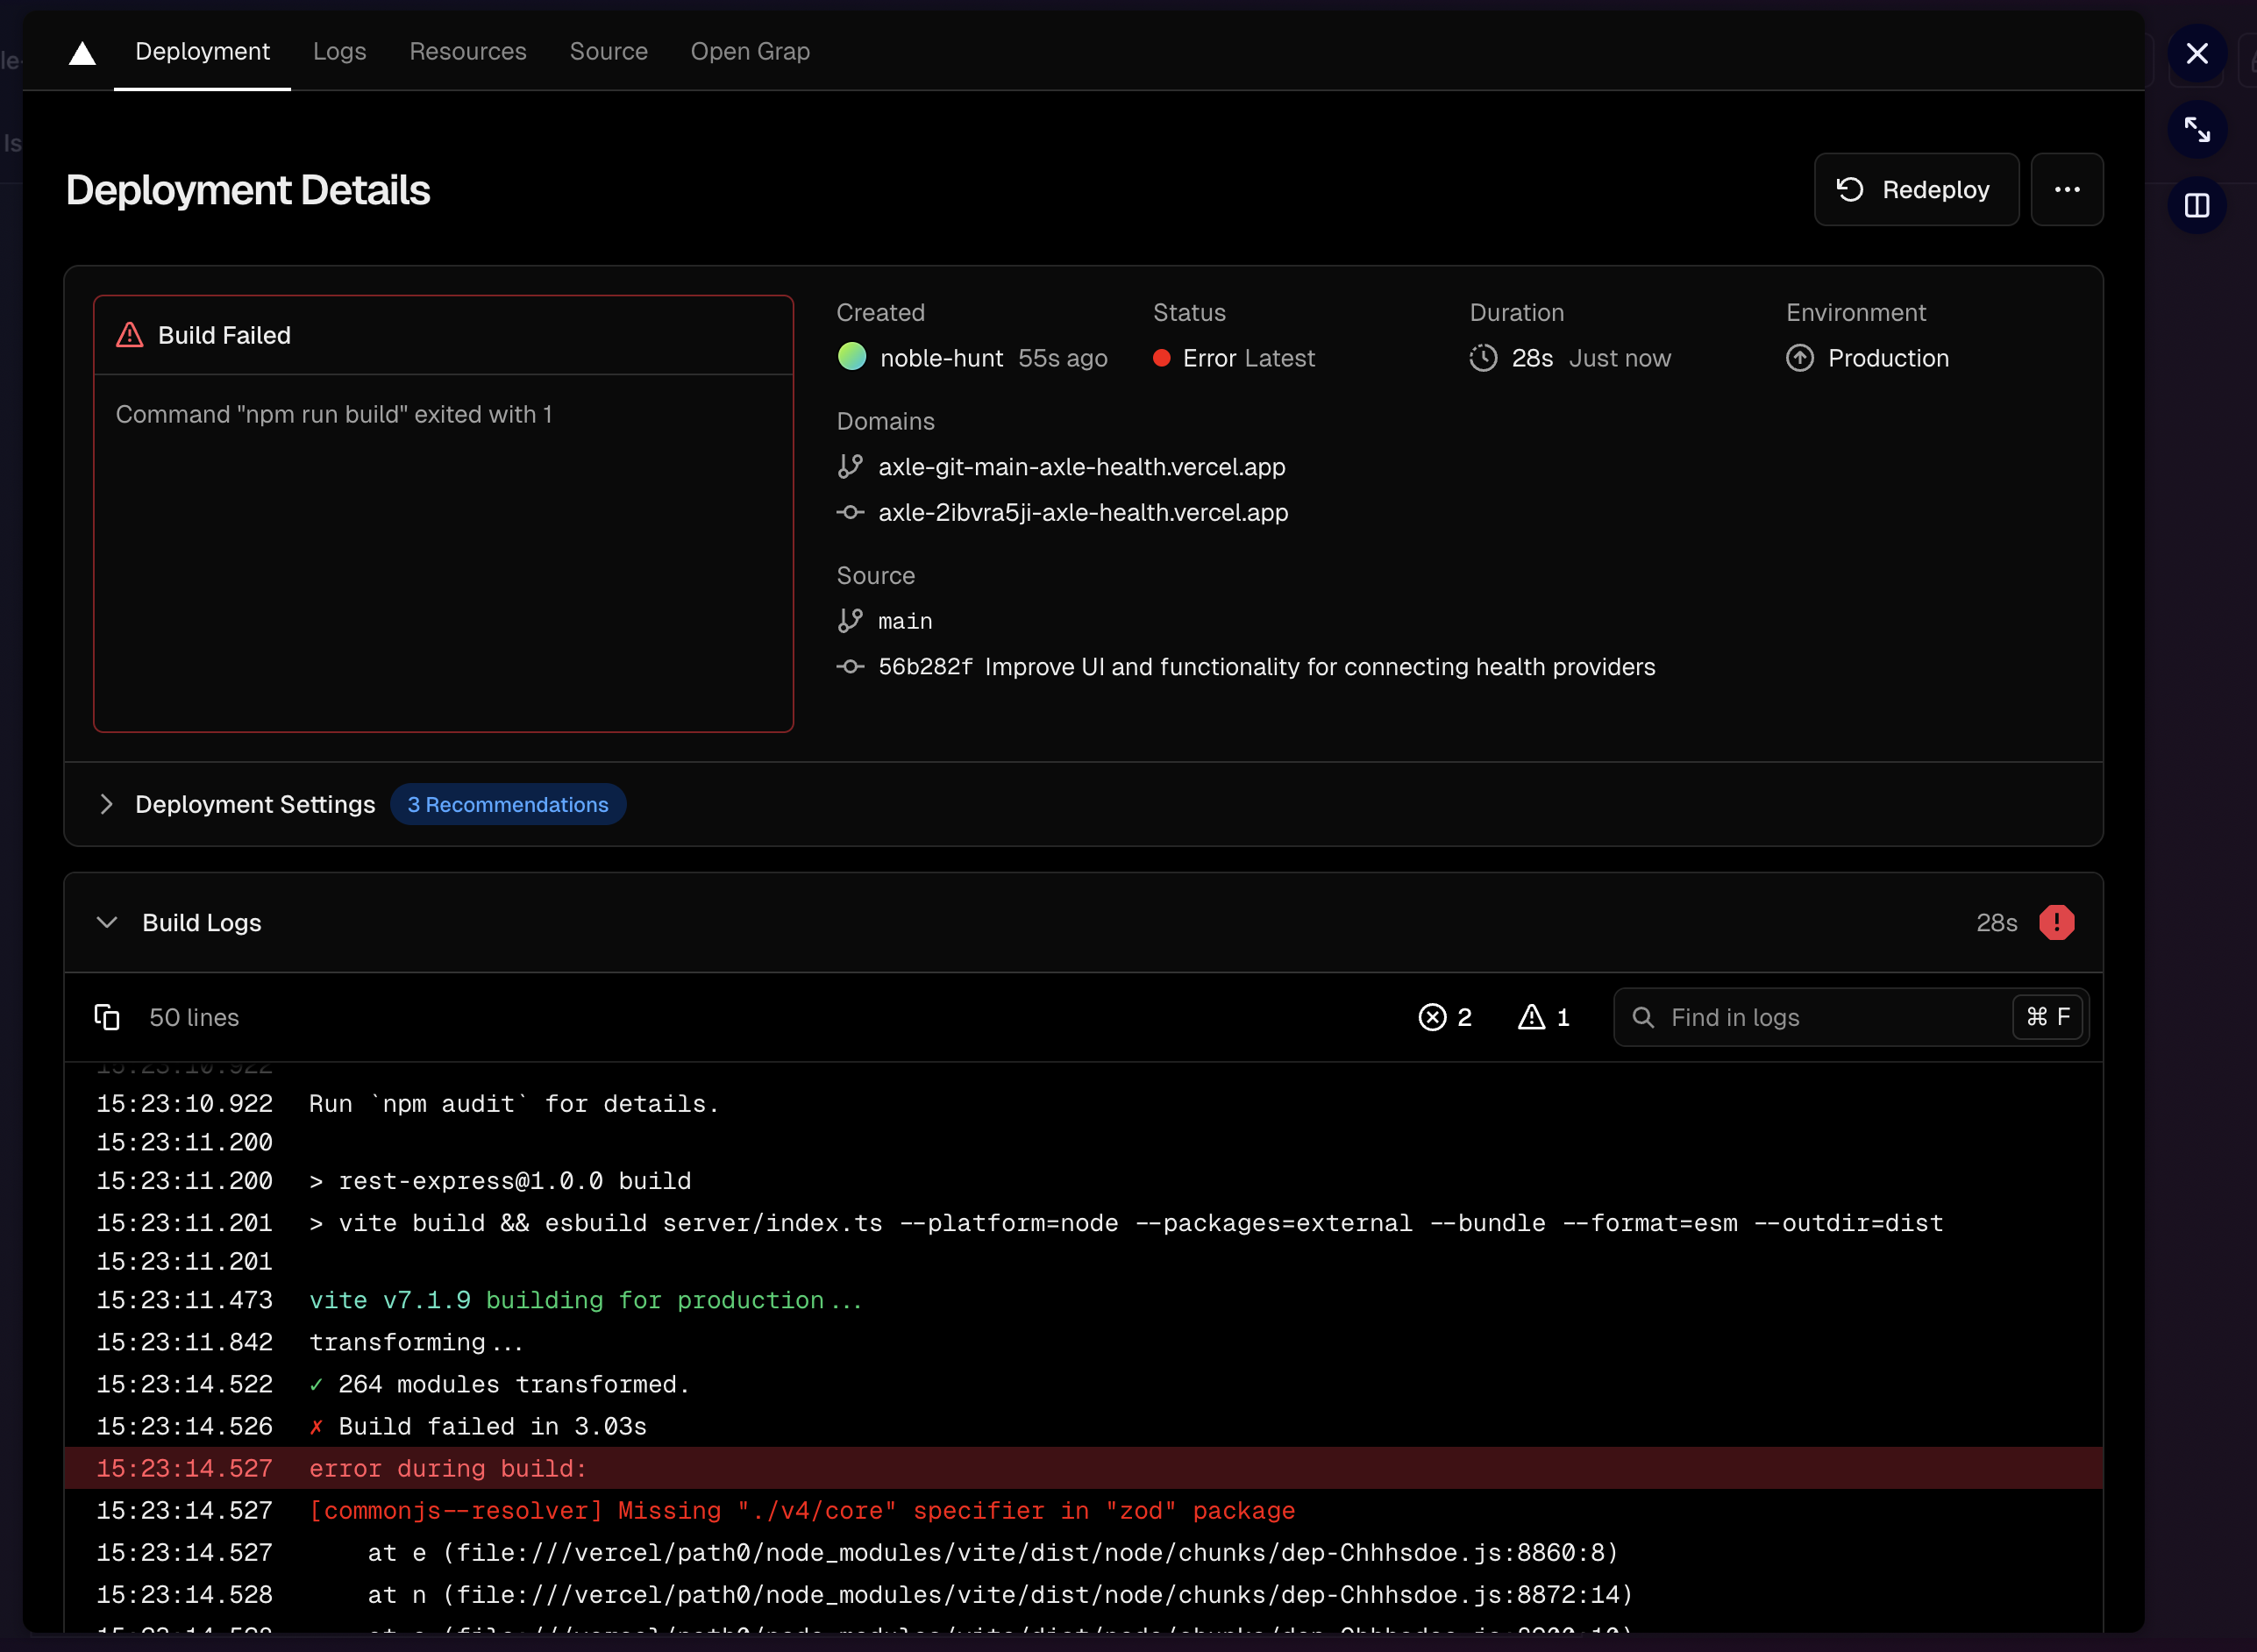 Deployment Logs Resources Source Open Grap
le-
Is
Deployment Details
Redeploy
Build Failed
Command "npm run build" exited with 1
Created Status Duration Environment
noble-hunt 55s ago Error Latest 28s Just now Production
Domains
axle-git-main-axle-health.vercel.app
axle-2ibvra5ji-axle-health.vercel.app
Source
main
56b282f Improve UI and functionality for connecting health providers
Deployment Settings 3 Recommendations
Build Logs 28s
50 lines 2 1 Find in logs ⌘ F
15:23:10.922
15:23:10.922 Run `npm audit` for details.
15:23:11.200
15:23:11.200 > rest-express@1.0.0 build
15:23:11.201 > vite build && esbuild server/index.ts --platform=node --packages=external --bundle --format=esm --outdir=dist
15:23:11.201
15:23:11.473 vite v7.1.9 building for production...
15:23:11.842 transforming...
15:23:14.522 ✓ 264 modules transformed.
15:23:14.526 ✗ Build failed in 3.03s
15:23:14.527 error during build:
15:23:14.527 [commonjs--resolver] Missing "./v4/core" specifier in "zod" package
15:23:14.527 at e (file:///vercel/path0/node_modules/vite/dist/node/chunks/dep-Chhhsdoe.js:8860:8)
15:23:14.528 at n (file:///vercel/path0/node_modules/vite/dist/node/chunks/dep-Chhhsdoe.js:8872:14)